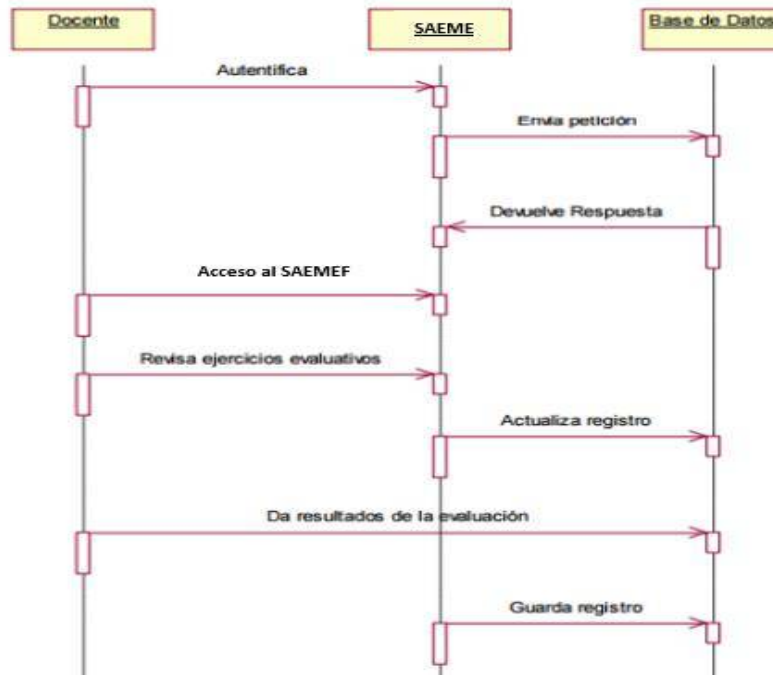 Docente
SAEME
Base de Datos
Autentifica
Envia petición
Devuelve Respuesta
Acceso al SAEMEF
Revisa ejercicios evaluativos
Actualiza registro
Da resultados de la evaluación
Guarda registro